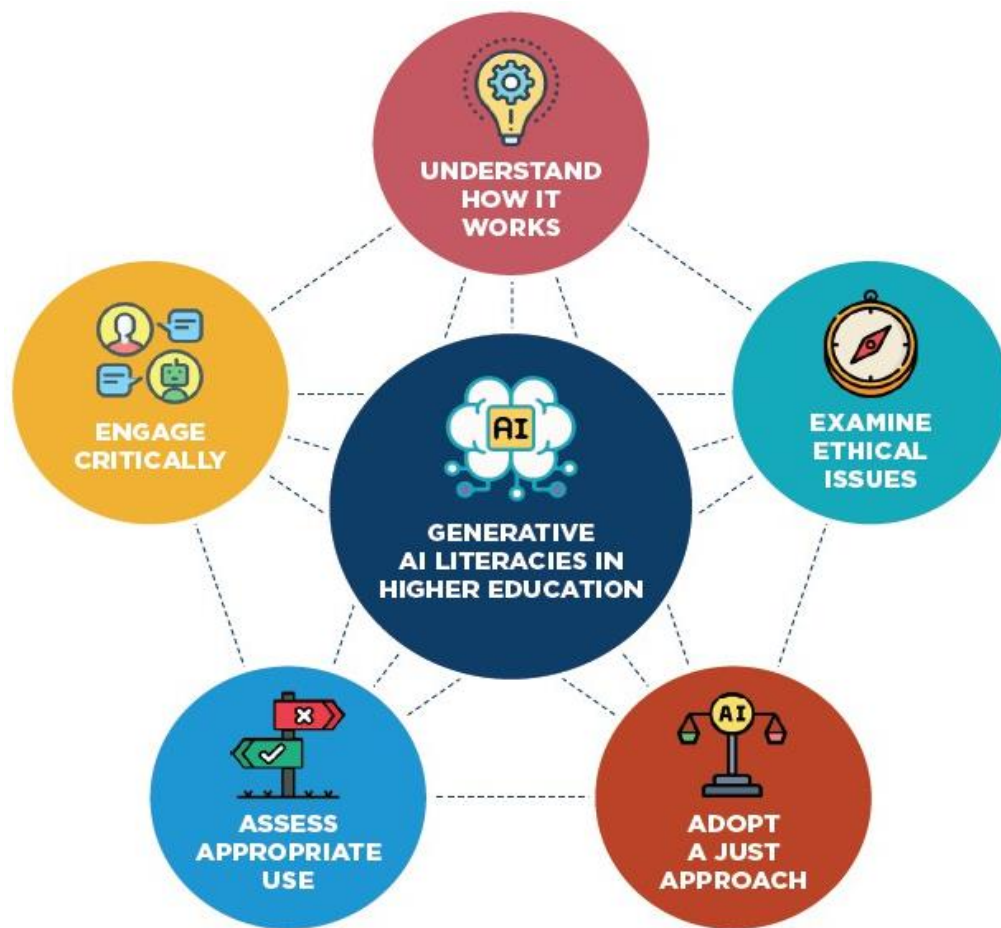 UNDERSTAND
HOW IT
WORKS
ENGAGE
CRITICALLY
EXAMINE
ETHICAL
ISSUES
AI
GENERATIVE
AI LITERACIES IN
HIGHER EDUCATION
ASSESS
APPROPRIATE
USE
AI
ADOPT
A JUST
APPROACH